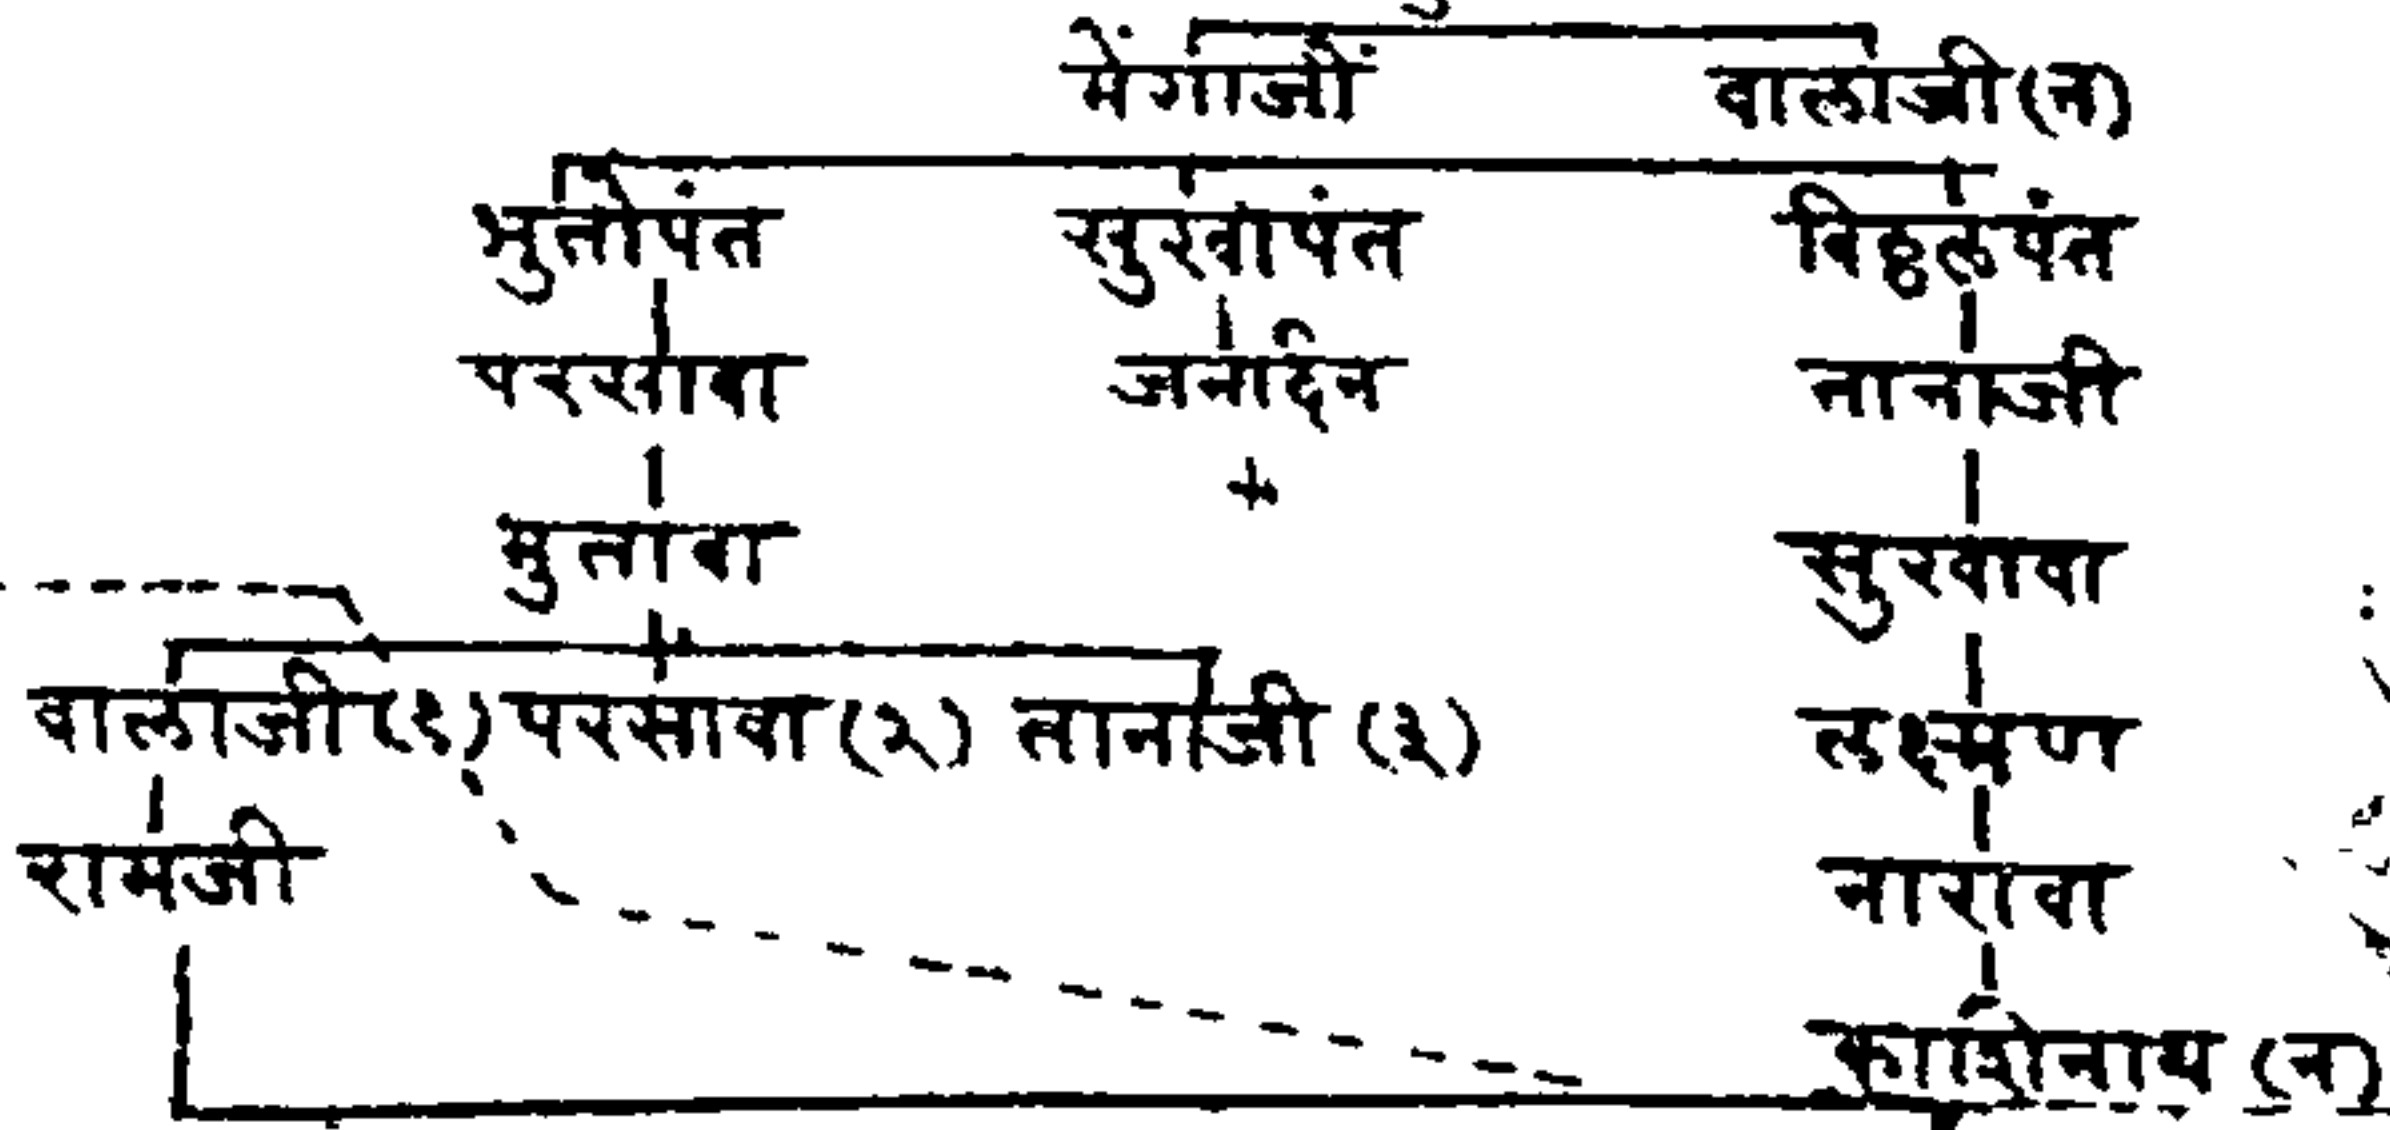 मेंगाजीं बालाजी (न)
मुतोपंत सुखोपंत विठ्ठलपंत
परसोबा जनार्दन नानाजी
मुताबा सुखाबा
बालाजी (१) परसाबा (२) तानाजी (३) लक्ष्मण
रामजी नारोबा
काशीनाथ (न)